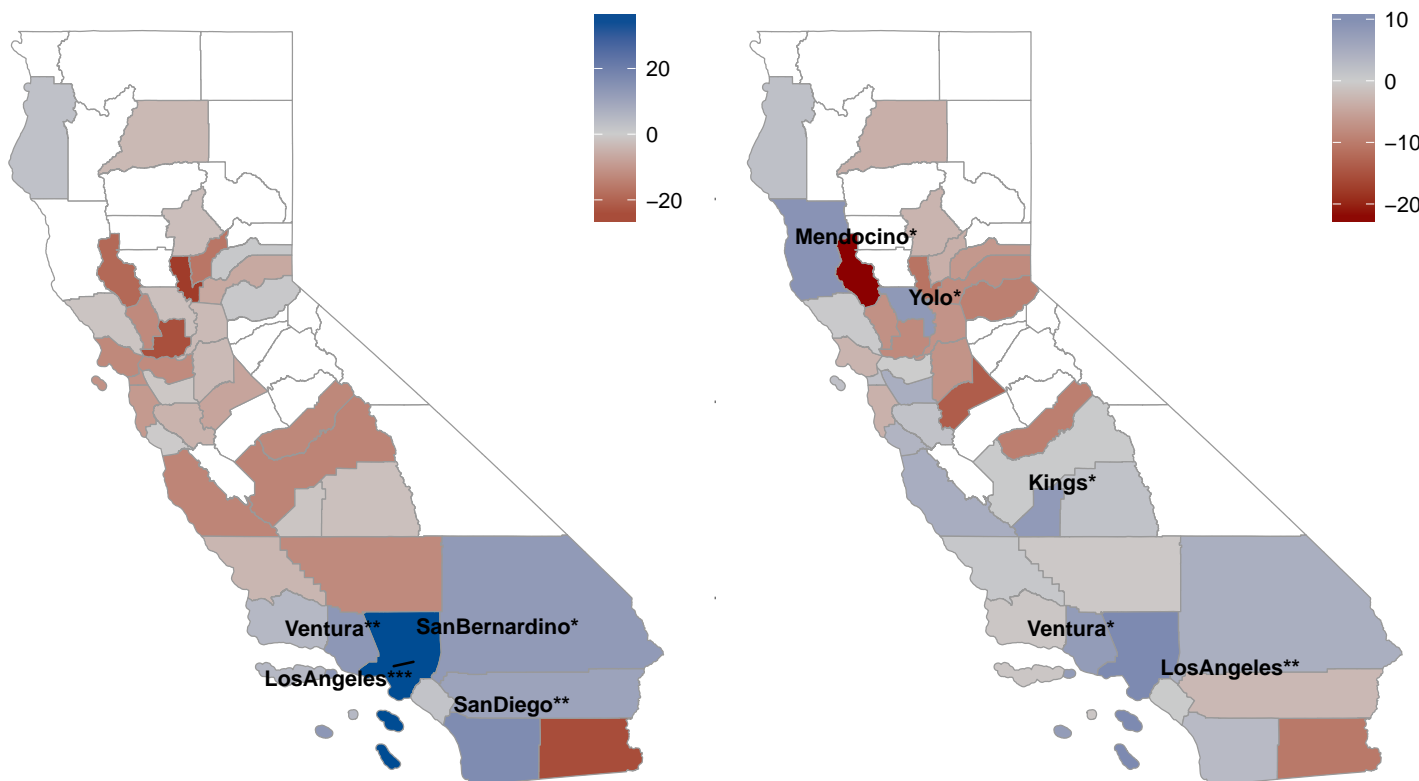 20
0
−20
Ventura**
SanBernardino*
LosAngeles***
SanDiego**
10
0
−10
−20
Mendocino*
Yolo*
Kings*
Ventura*
LosAngeles**